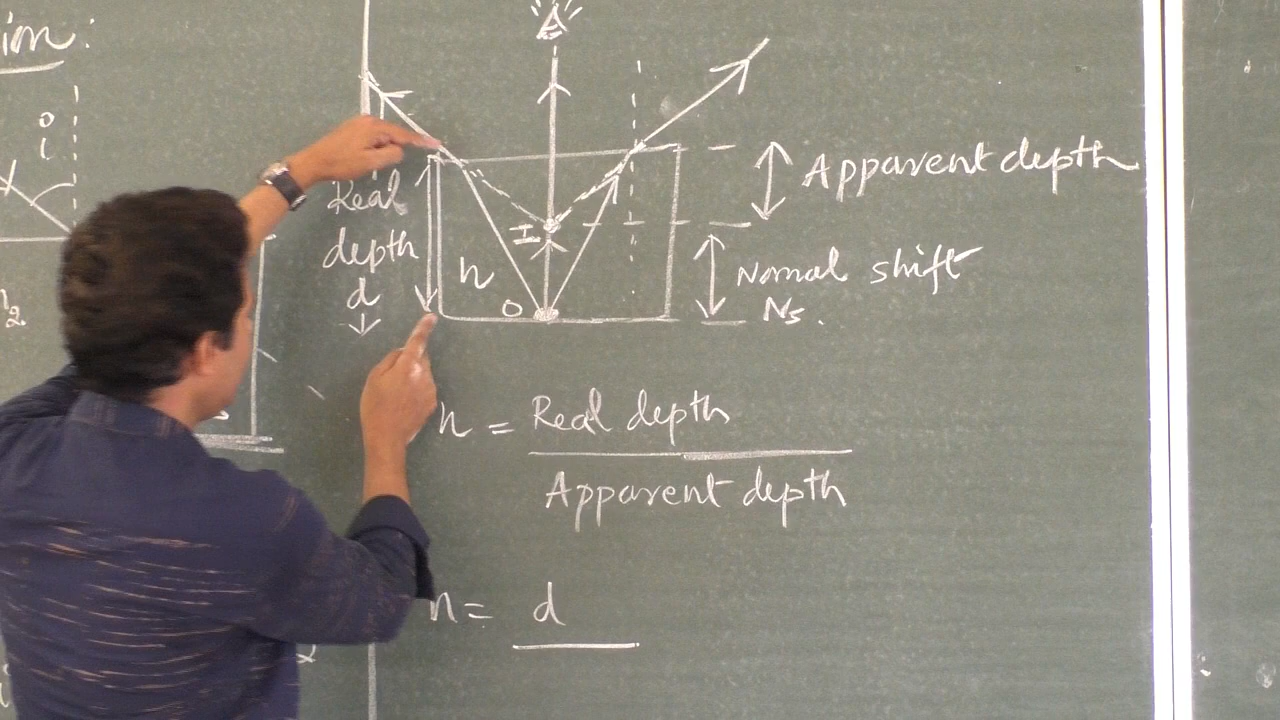 ion:
o
i
n₂
Real
depth
d
n
I
O
Apparent depth
Normal shift
Ns.
n = Real depth
Apparent depth
n = d